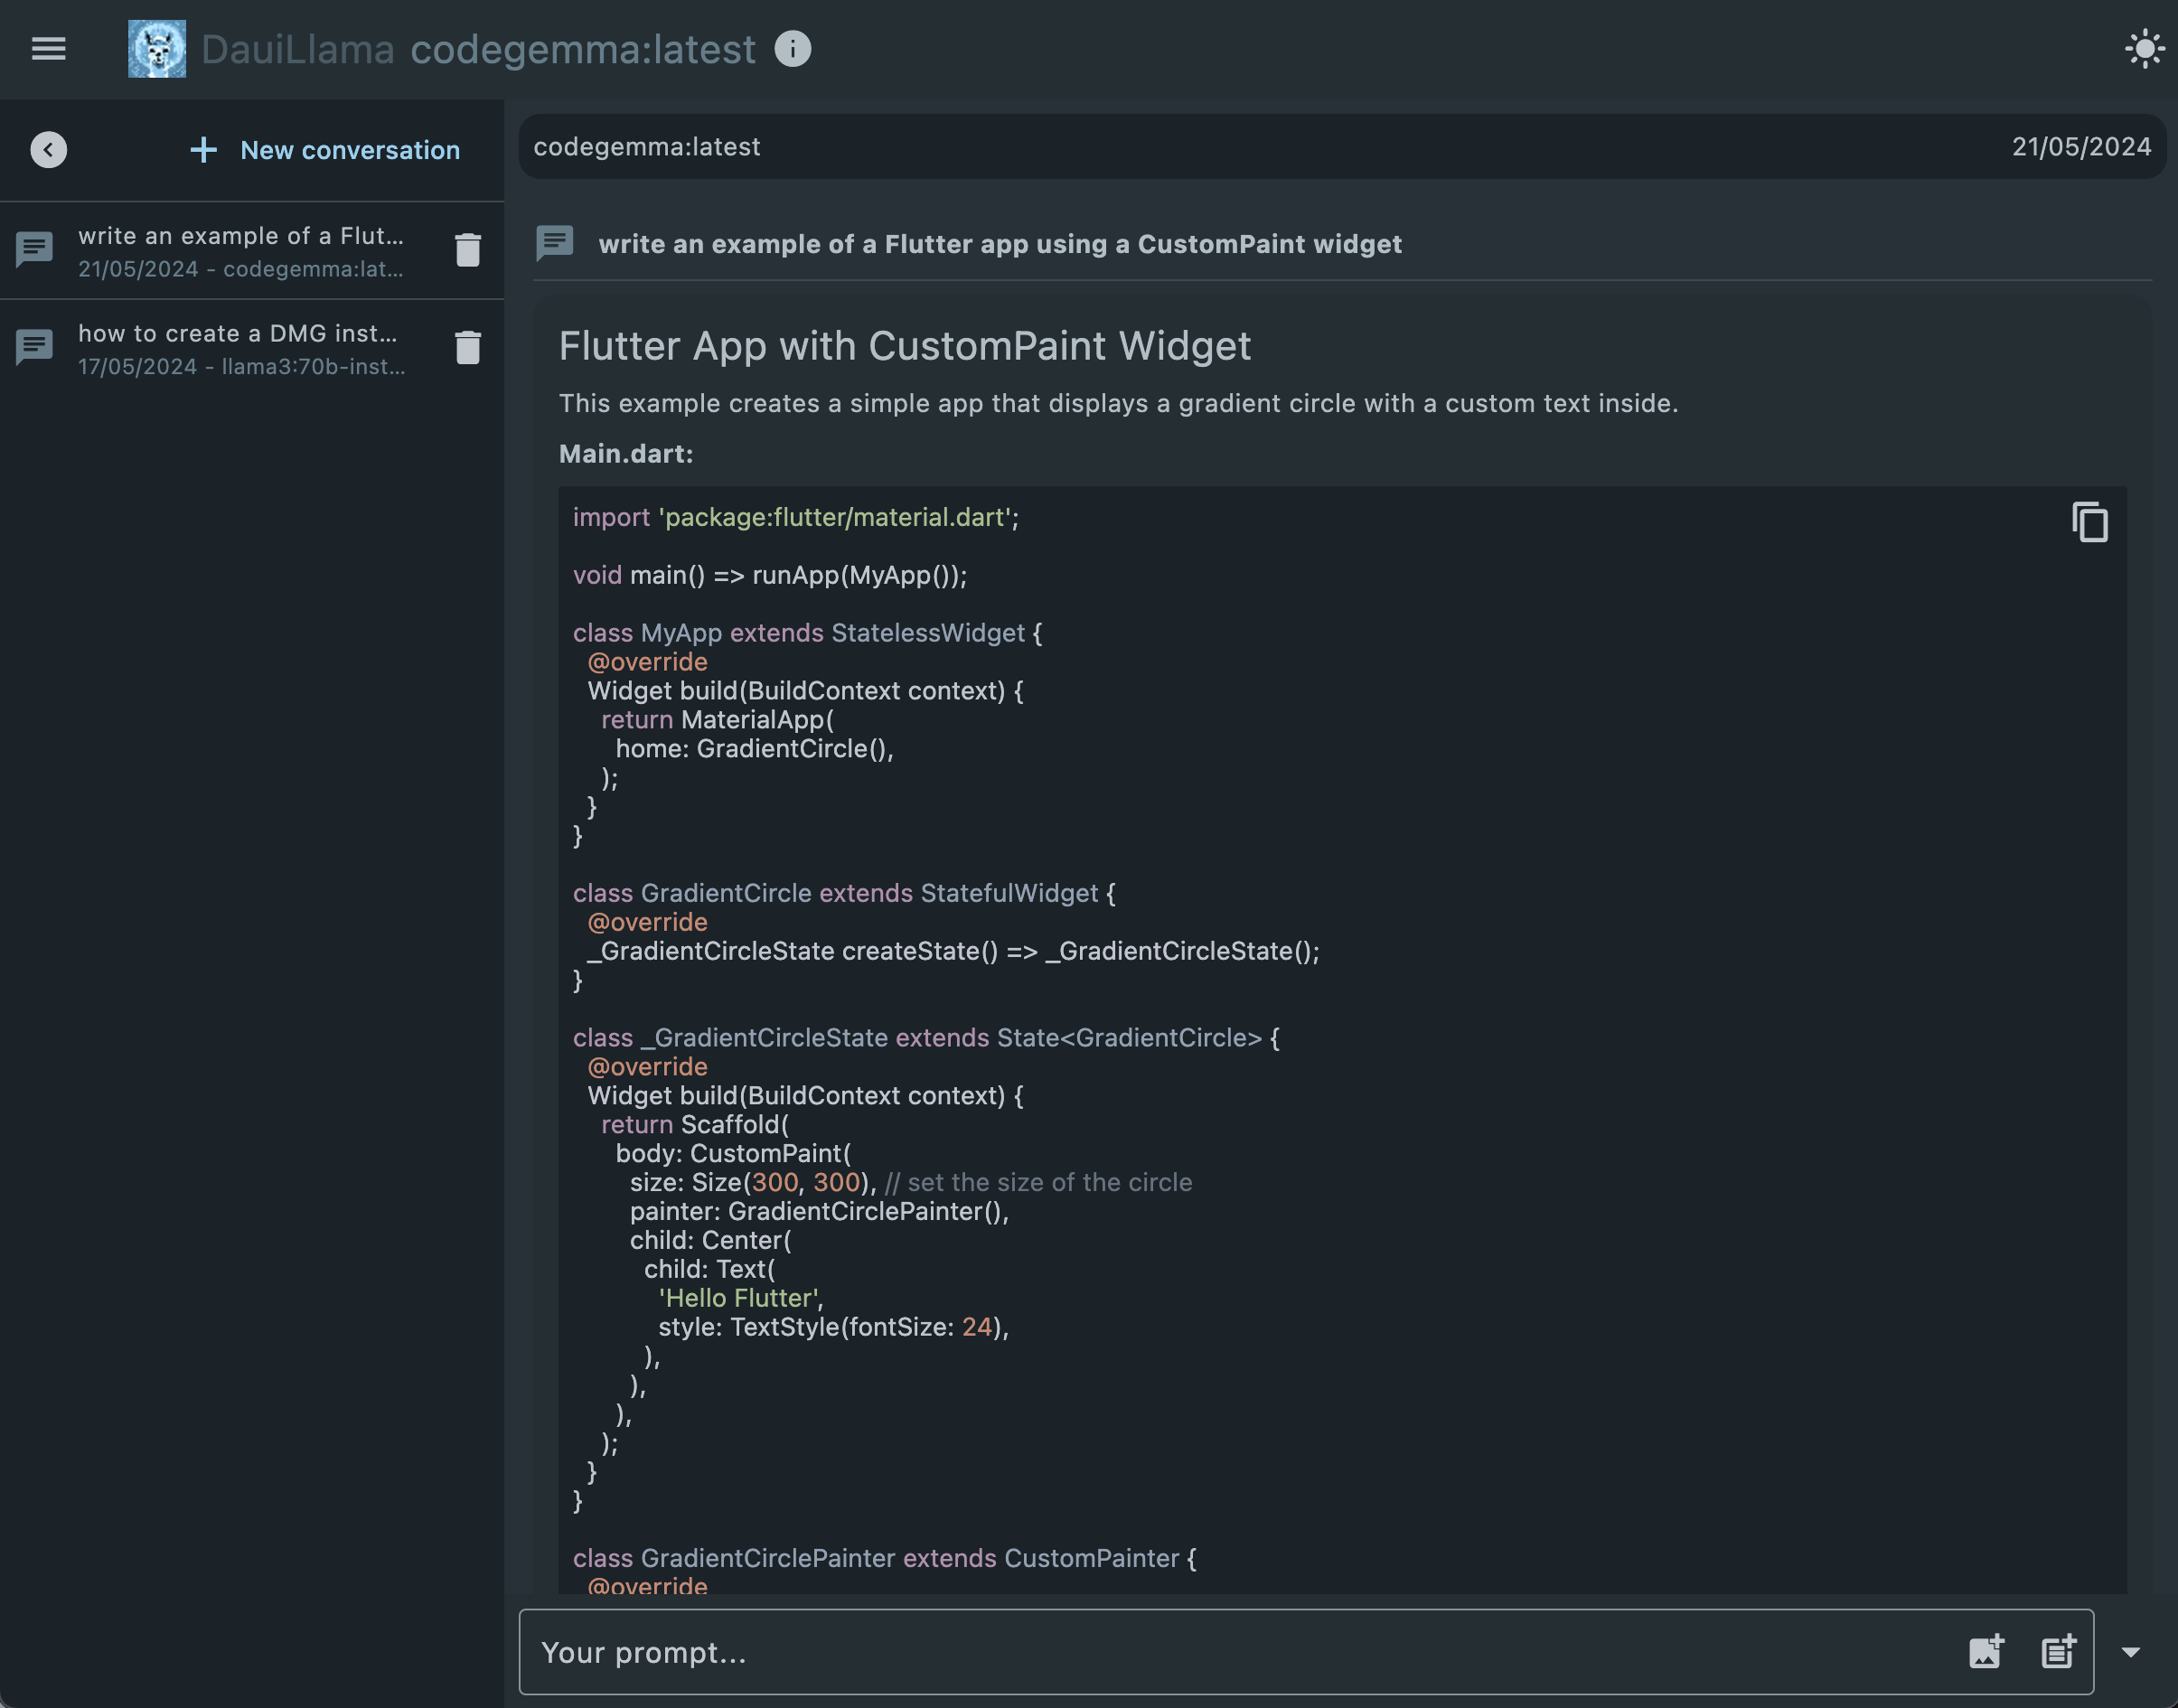 DauiLlama codegemma:latest
New conversation
write an example of a Flut...
21/05/2024 - codegemma:lat...
how to create a DMG inst...
17/05/2024 - llama3:70b-inst...
codegemma:latest 21/05/2024
write an example of a Flutter app using a CustomPaint widget
Flutter App with CustomPaint Widget
This example creates a simple app that displays a gradient circle with a custom text inside.
Main.dart:
import 'package:flutter/material.dart';
void main() => runApp(MyApp());
class MyApp extends StatelessWidget {
  @override
  Widget build(BuildContext context) {
    return MaterialApp(
      home: GradientCircle(),
    );
  }
}
class GradientCircle extends StatefulWidget {
  @override
  _GradientCircleState createState() => _GradientCircleState();
}
class _GradientCircleState extends State<GradientCircle> {
  @override
  Widget build(BuildContext context) {
    return Scaffold(
      body: CustomPaint(
        size: Size(300, 300), // set the size of the circle
        painter: GradientCirclePainter(),
        child: Center(
          child: Text(
            'Hello Flutter',
            style: TextStyle(fontSize: 24),
          ),
        ),
      ),
    );
  }
}
class GradientCirclePainter extends CustomPainter {
  @override
Your prompt...